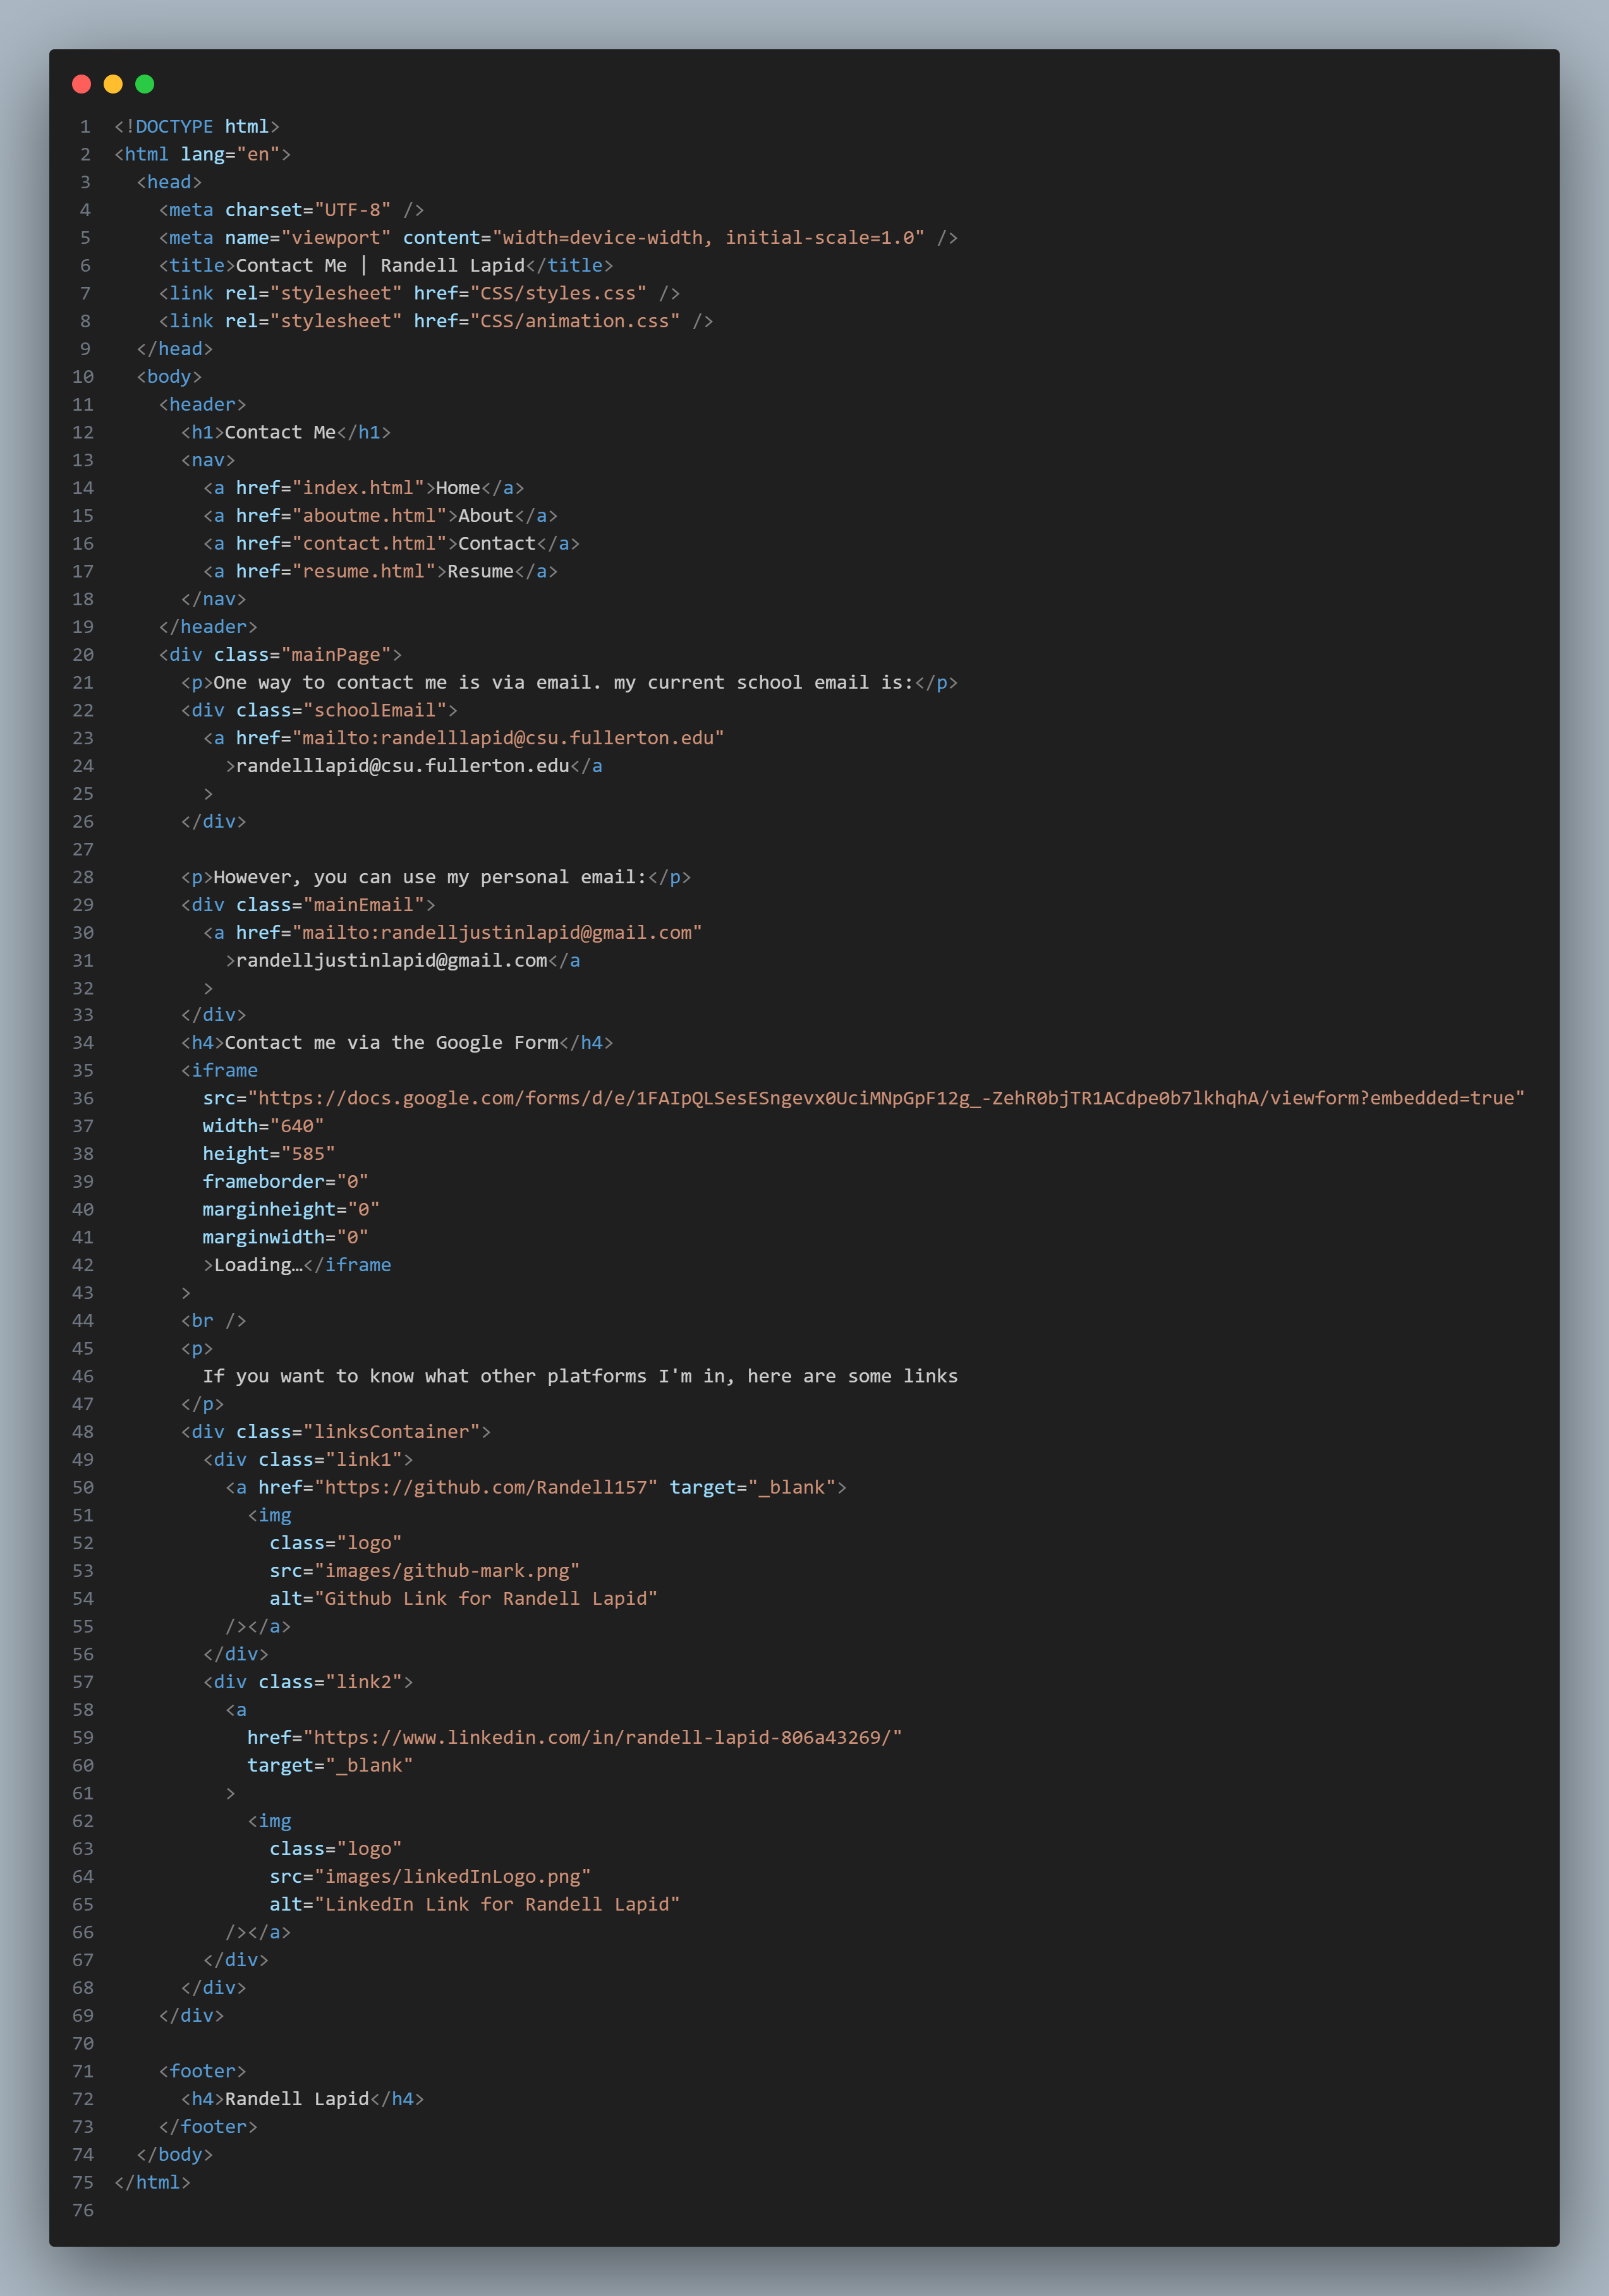 1 <!DOCTYPE html>
2 <html lang="en">
3   <head>
4     <meta charset="UTF-8" />
5     <meta name="viewport" content="width=device-width, initial-scale=1.0" />
6     <title>Contact Me | Randell Lapid</title>
7     <link rel="stylesheet" href="CSS/styles.css" />
8     <link rel="stylesheet" href="CSS/animation.css" />
9   </head>
10   <body>
11     <header>
12       <h1>Contact Me</h1>
13       <nav>
14         <a href="index.html">Home</a>
15         <a href="aboutme.html">About</a>
16         <a href="contact.html">Contact</a>
17         <a href="resume.html">Resume</a>
18       </nav>
19     </header>
20     <div class="mainPage">
21       <p>One way to contact me is via email. my current school email is:</p>
22       <div class="schoolEmail">
23         <a href="mailto:randelllapid@csu.fullerton.edu"
24           >randelllapid@csu.fullerton.edu</a
25         >
26       </div>
27
28       <p>However, you can use my personal email:</p>
29       <div class="mainEmail">
30         <a href="mailto:randelljustinlapid@gmail.com"
31           >randelljustinlapid@gmail.com</a
32         >
33       </div>
34       <h4>Contact me via the Google Form</h4>
35       <iframe
36         src="https://docs.google.com/forms/d/e/1FAIpQLSesESngevx0UciMNpGpF12g_-ZehR0bjTR1ACdpe0b7lkhqhA/viewform?embedded=true"
37         width="640"
38         height="585"
39         frameborder="0"
40         marginheight="0"
41         marginwidth="0"
42         >Loading…</iframe
43       >
44       <br />
45       <p>
46         If you want to know what other platforms I'm in, here are some links
47       </p>
48       <div class="linksContainer">
49         <div class="link1">
50           <a href="https://github.com/Randell157" target="_blank">
51             <img
52               class="logo"
53               src="images/github-mark.png"
54               alt="Github Link for Randell Lapid"
55           /></a>
56         </div>
57         <div class="link2">
58           <a
59             href="https://www.linkedin.com/in/randell-lapid-806a43269/"
60             target="_blank"
61           >
62             <img
63               class="logo"
64               src="images/linkedInLogo.png"
65               alt="LinkedIn Link for Randell Lapid"
66           /></a>
67         </div>
68       </div>
69     </div>
70
71     <footer>
72       <h4>Randell Lapid</h4>
73     </footer>
74   </body>
75 </html>
76